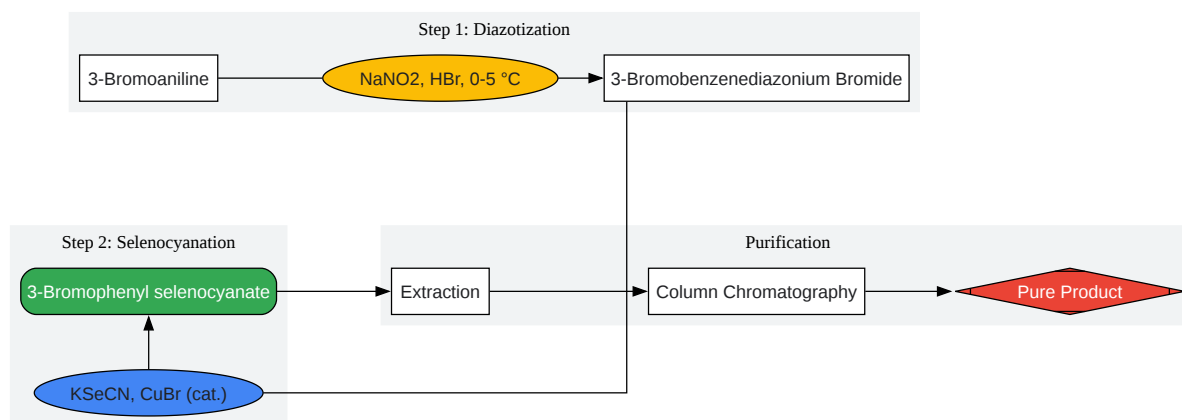 Step 1: Diazotization
3-Bromoaniline
NaNO2, HBr, 0-5 °C
3-Bromobenzenediazonium Bromide
Step 2: Selenocyanation
3-Bromophenyl selenocyanate
KSeCN, CuBr (cat.)
Purification
Extraction
Column Chromatography
Pure Product